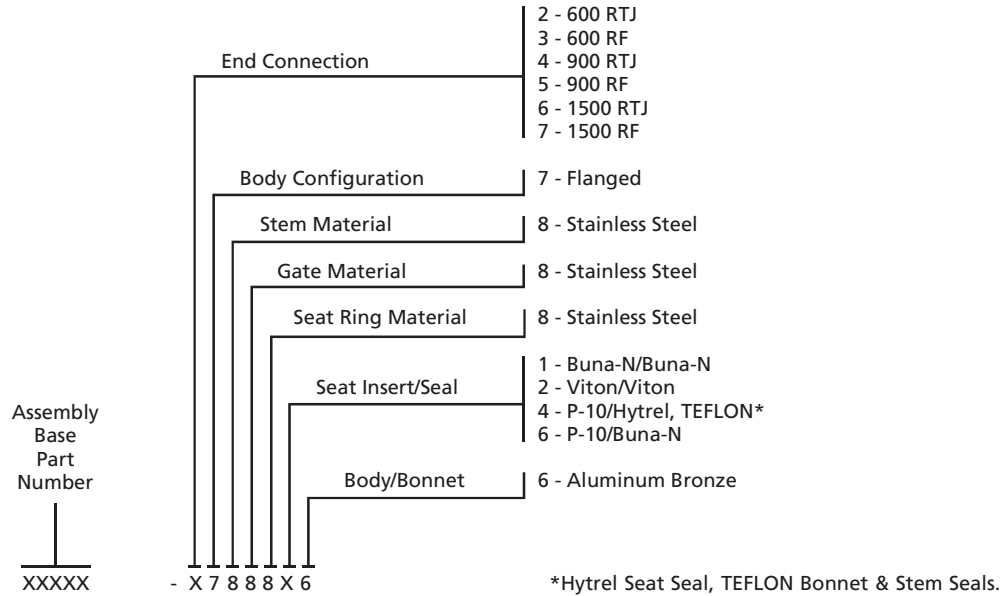 End Connection
2 - 600 RTJ
3 - 600 RF
4 - 900 RTJ
5 - 900 RF
6 - 1500 RTJ
7 - 1500 RF
Body Configuration
7 - Flanged
Stem Material
8 - Stainless Steel
Gate Material
8 - Stainless Steel
Seat Ring Material
8 - Stainless Steel
Seat Insert/Seal
1 - Buna-N/Buna-N
2 - Viton/Viton
4 - P-10/Hytrel, TEFLON*
6 - P-10/Buna-N
Body/Bonnet
6 - Aluminum Bronze
Assembly
Base
Part
Number
XXXXX - X 7 8 8 8 X 6
*Hytrel Seat Seal, TEFLON Bonnet & Stem Seals.